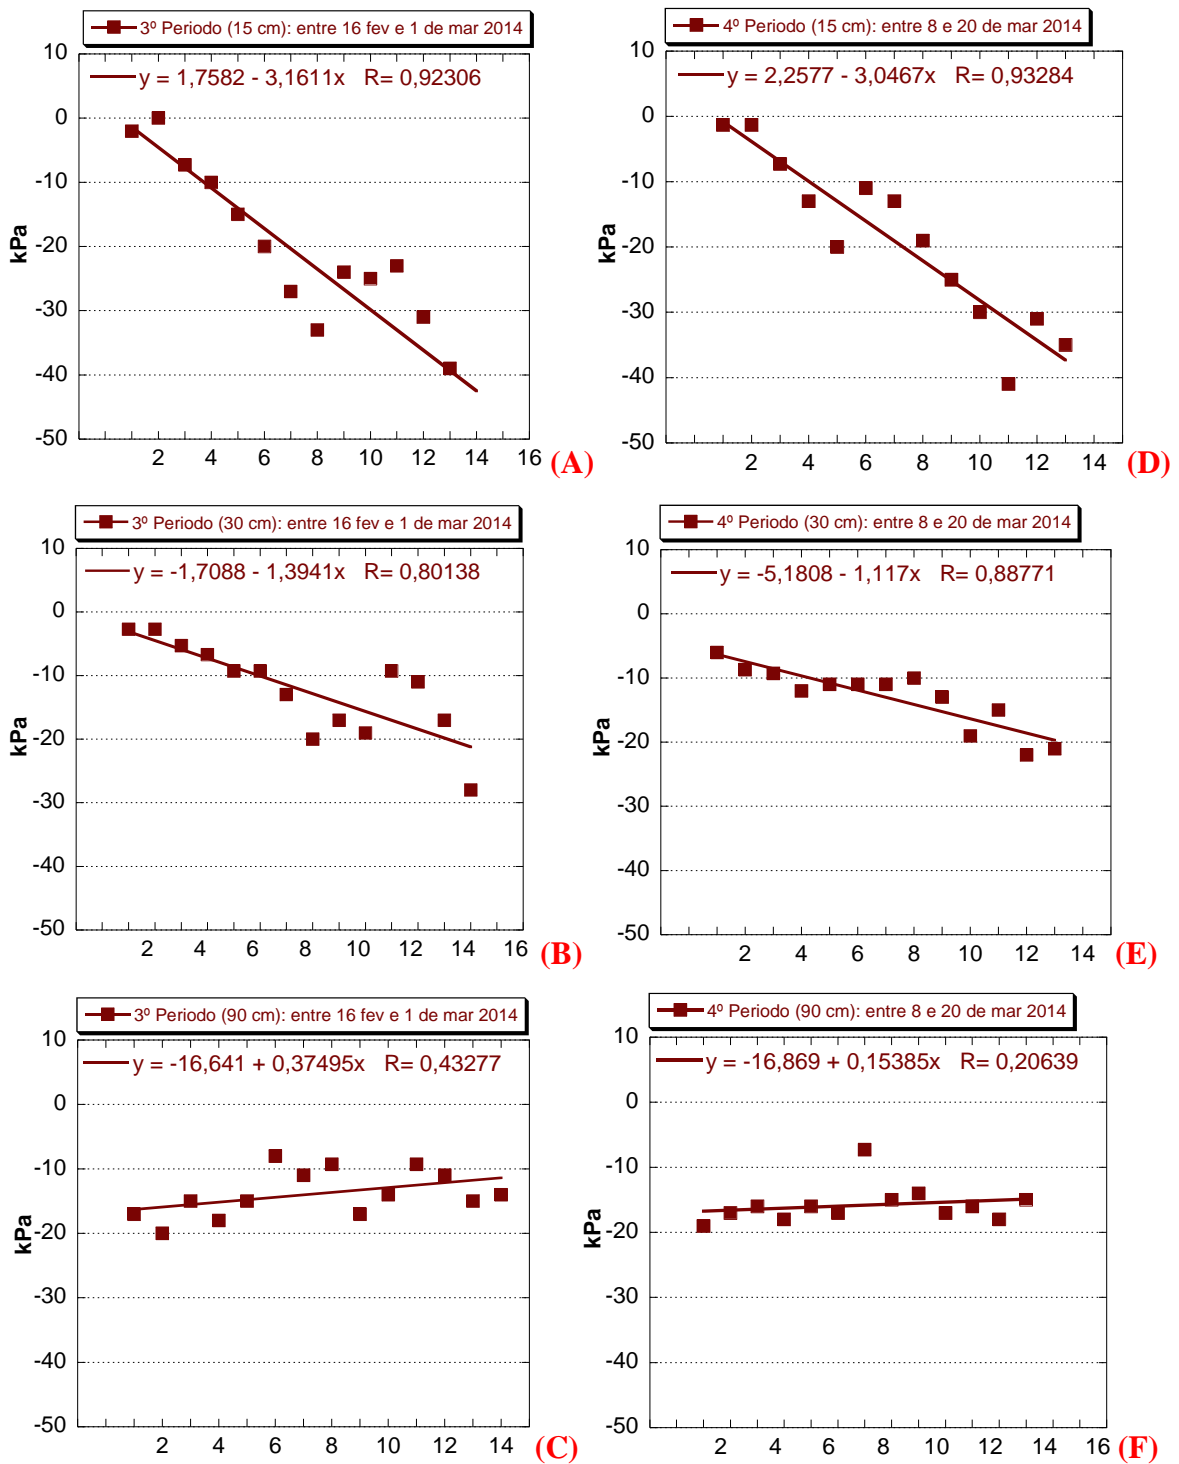 3º Periodo (15 cm): entre 16 fev e 1 de mar 2014
y = 1,7582 - 3,1611x R= 0,92306
10
0
-10
-20
-30
-40
-50
kPa
2 4 6 8 10 12 14 16
(A)
4º Periodo (15 cm): entre 8 e 20 de mar 2014
y = 2,2577 - 3,0467x R= 0,93284
10
0
-10
-20
-30
-40
-50
kPa
2 4 6 8 10 12 14
(D)
3º Periodo (30 cm): entre 16 fev e 1 de mar 2014
y = -1,7088 - 1,3941x R= 0,80138
10
0
-10
-20
-30
-40
-50
kPa
2 4 6 8 10 12 14 16
(B)
4º Periodo (30 cm): entre 8 e 20 de mar 2014
y = -5,1808 - 1,117x R= 0,88771
10
0
-10
-20
-30
-40
-50
kPa
2 4 6 8 10 12 14
(E)
3º Periodo (90 cm): entre 16 fev e 1 de mar 2014
y = -16,641 + 0,37495x R= 0,43277
10
0
-10
-20
-30
-40
-50
kPa
2 4 6 8 10 12 14
(C)
4º Periodo (90 cm): entre 8 e 20 de mar 2014
y = -16,869 + 0,15385x R= 0,20639
10
0
-10
-20
-30
-40
-50
kPa
2 4 6 8 10 12 14 16
(F)